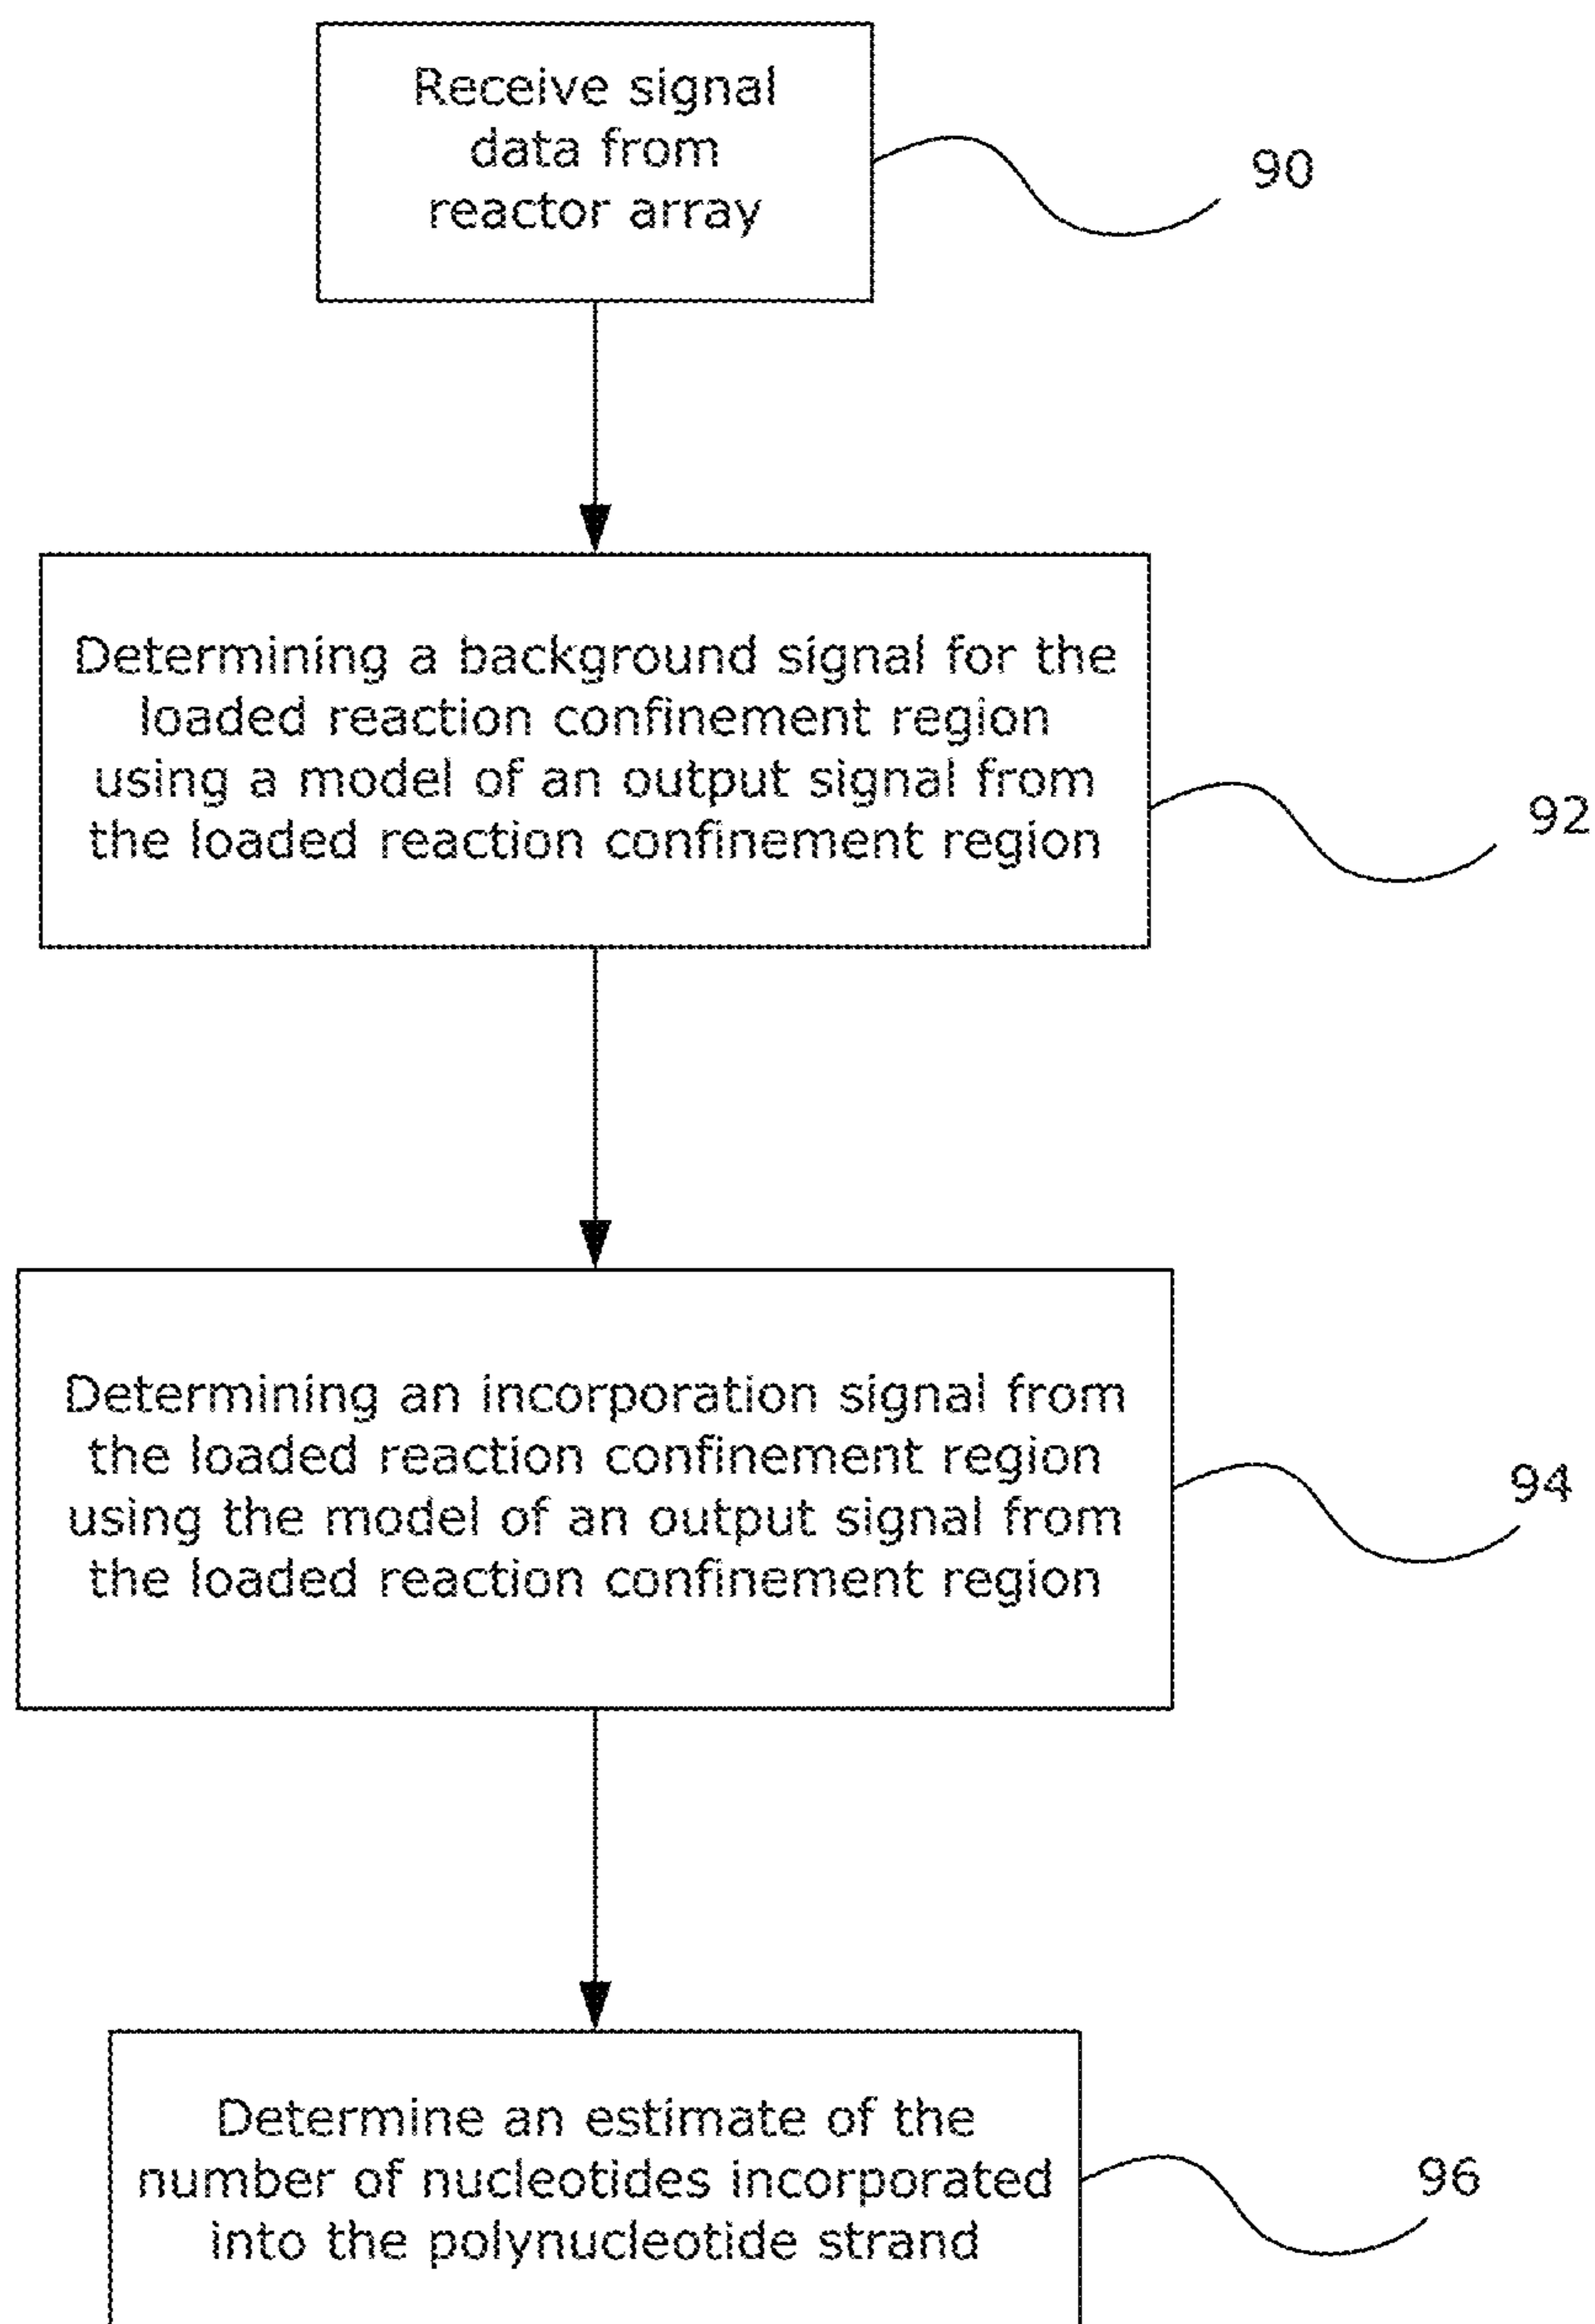 Receive signal
data from
reactor array
90
Determining a background signal for the
loaded reaction confinement region
using a model of an output signal from
the loaded reaction confinement region
92
Determining an incorporation signal from
the loaded reaction confinement region
using the model of an output signal from
the loaded reaction confinement region
94
Determine an estimate of the
number of nucleotides incorporated
into the polynucleotide strand
96